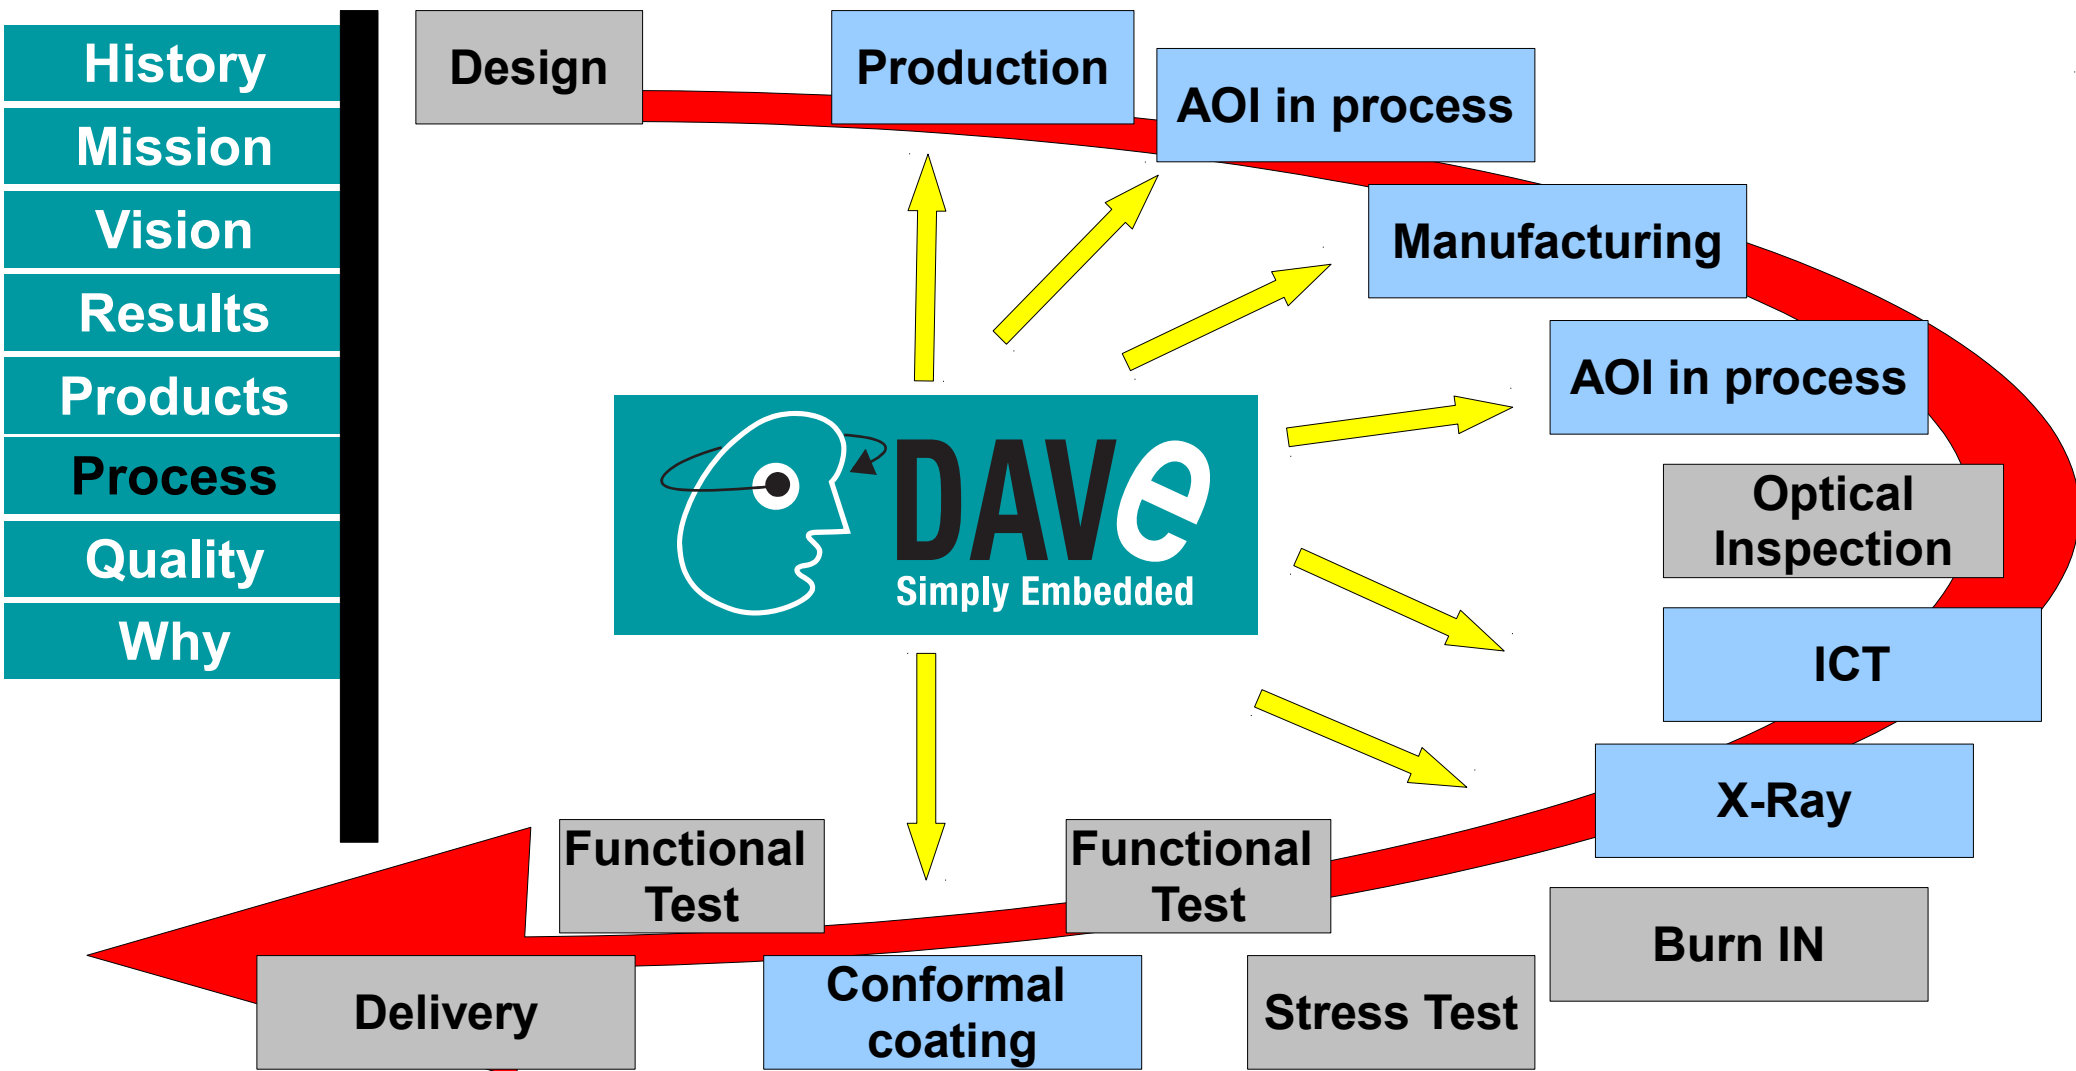 History
Mission
Vision
Results
Products
Process
Quality
Why
Design
Production
AOI in process
Manufacturing
AOI in process
Optical
Inspection
ICT
X-Ray
Burn IN
Stress Test
Functional
Test
Conformal
coating
Functional
Test
Delivery
DAVe
Simply Embedded